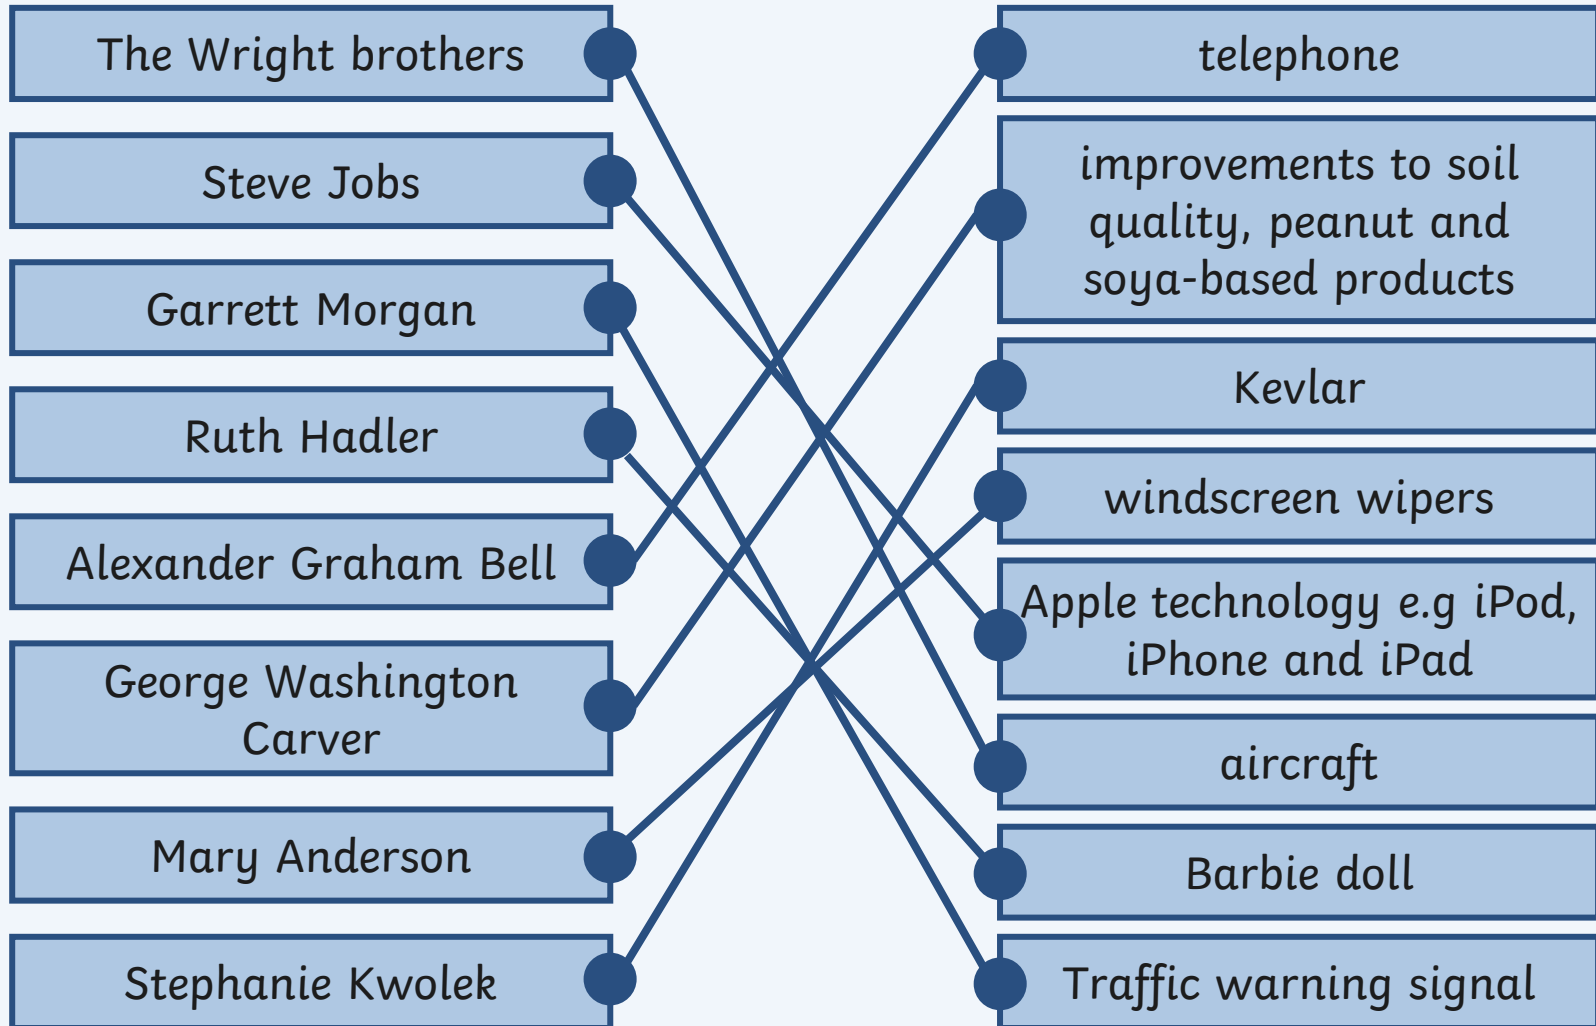 The Wright brothers
Steve Jobs
Garrett Morgan
Ruth Hadler
Alexander Graham Bell
George Washington
Carver
Mary Anderson
Stephanie Kwolek
telephone
improvements to soil
quality, peanut and
soya-based products
Kevlar
windscreen wipers
Apple technology e.g iPod,
iPhone and iPad
aircraft
Barbie doll
Traffic warning signal